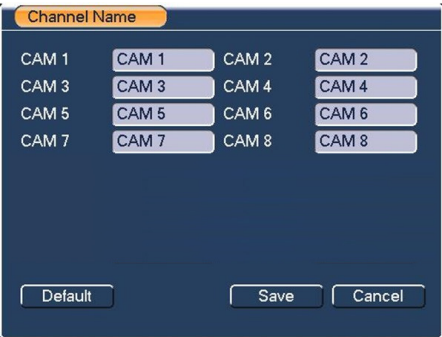 Channel Name
CAM 1 CAM 1 CAM 2 CAM 2
CAM 3 CAM 3 CAM 4 CAM 4
CAM 5 CAM 5 CAM 6 CAM 6
CAM 7 CAM 7 CAM 8 CAM 8
Default Save Cancel